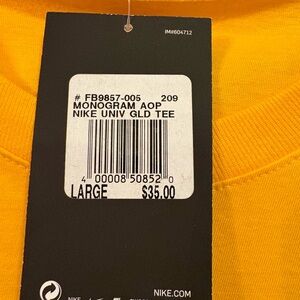 IM#604712
# FB9857-005 209
MONOGRAM AOP
NIKE UNIV GLD TEE
4 00008 50852 0
LARGE $35.00
NIKE.COM